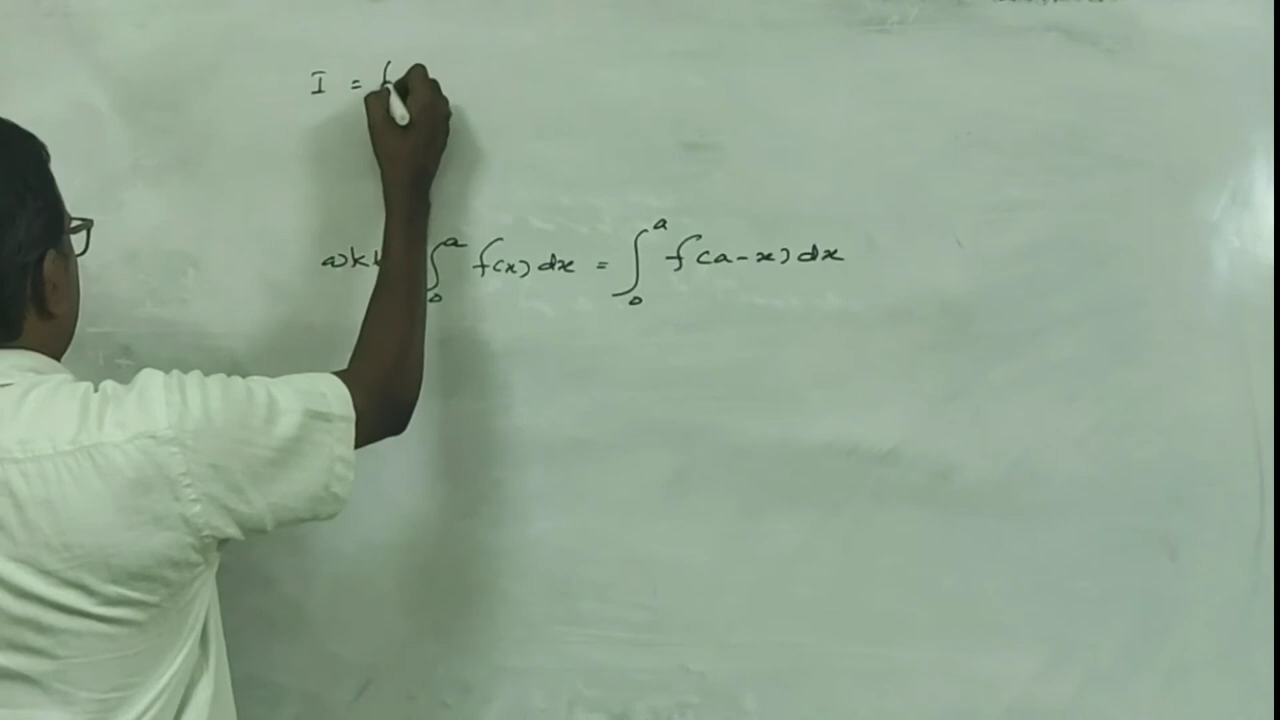 I = ∫
∫₀ᵃ f(x) dx = ∫₀ᵃ f(a-x) dx